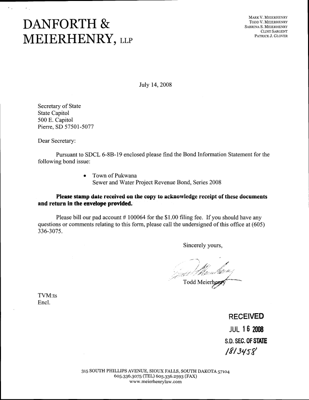 DANFORTH &
MEIERHENRY, LLP
MARK V. MEIERHENRY
TODD V. MEIERHENRY
SABRINA E. MEIERHENRY
CLINT SARGENT
PATRICK J. GLOVER
July 14, 2008
Secretary of State
State Capitol
500 E. Capitol
Pierre, SD 57501-5077
Dear Secretary:
Pursuant to SDCL 6-8B-19 enclosed please find the Bond Information Statement for the
following bond issue:
• Town of Pukwana
Sewer and Water Project Revenue Bond, Series 2008
Please stamp date received on the copy to acknowledge receipt of these documents
and return in the envelope provided.
Please bill our pad account # 100064 for the $1.00 filing fee. If you should have any
questions or comments relating to this form, please call the undersigned of this office at (605)
336-3075.
Sincerely yours,
Todd Meierhenry
TVM:ts
Encl.
RECEIVED
JUL 16 2008
S.D. SEC. OF STATE
1813458
315 SOUTH PHILLIPS AVENUE, SIOUX FALLS, SOUTH DAKOTA 57104
605.336.3075 (TEL) 605.336.2593 (FAX)
www.meierhenrylaw.com